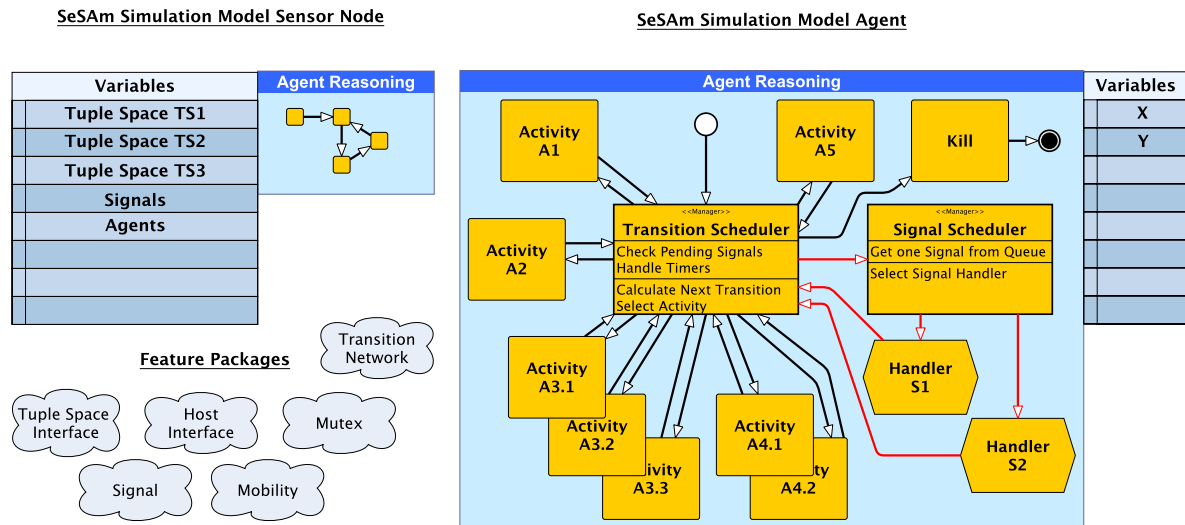 SeSAm Simulation Model Sensor Node
Variables
Tuple Space TS1
Tuple Space TS2
Tuple Space TS3
Signals
Agents
Agent Reasoning
Feature Packages
Transition
Network
Tuple Space
Interface
Host
Interface
Mutex
Signal
Mobility
SeSAm Simulation Model Agent
Agent Reasoning
Activity
A1
Activity
A5
Kill
<<Manager>>
Transition Scheduler
Check Pending Signals
Handle Timers
Calculate Next Transition
Select Activity
<<Manager>>
Signal Scheduler
Get one Signal from Queue
Select Signal Handler
Activity
A2
Activity
A3.1
Activity
A3.2
ivity
A3.3
Activity
A4.1
ty
A4.2
Handler
S1
Handler
S2
Variables
X
Y